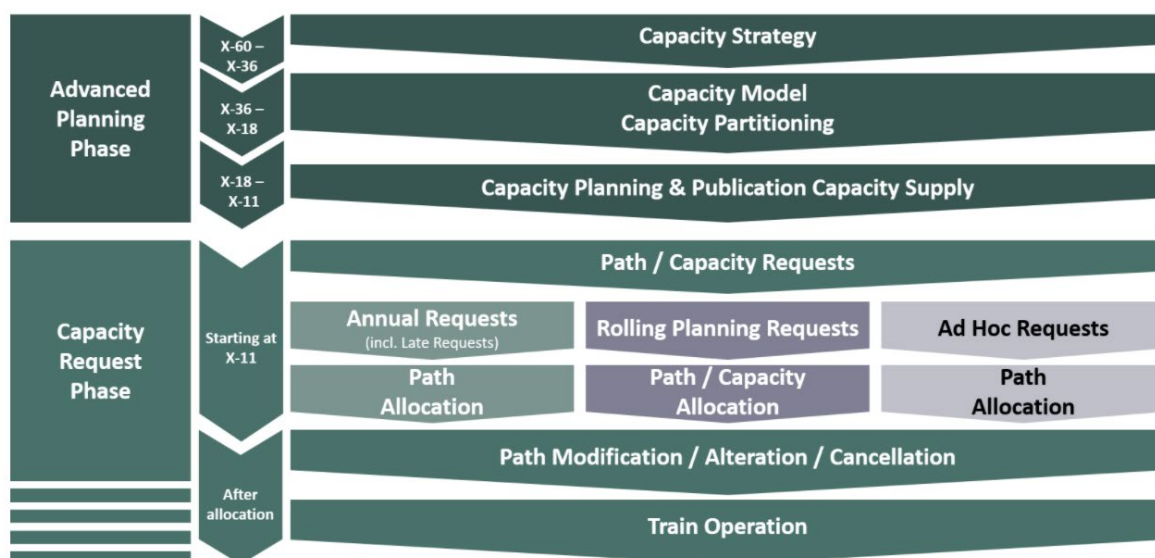 Advanced
Planning
Phase
X-60 –
X-36
Capacity Strategy
X-36 –
X-18
Capacity Model
Capacity Partitioning
X-18 –
X-11
Capacity Planning & Publication Capacity Supply
Capacity
Request
Phase
Starting at
X-11
Path / Capacity Requests
Annual Requests
(incl. Late Requests)
Rolling Planning Requests
Ad Hoc Requests
Path
Allocation
Path / Capacity
Allocation
Path
Allocation
After
allocation
Path Modification / Alteration / Cancellation
Train Operation